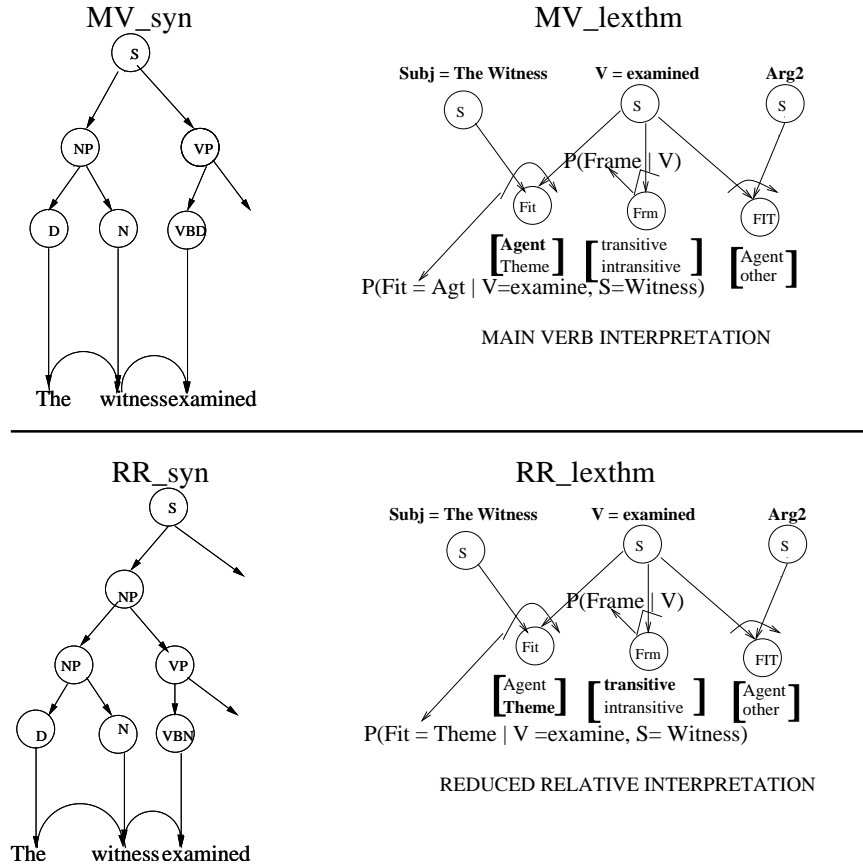 MV_syn
MV_lexthm
S
Subj = The Witness V = examined Arg2
S S S
NP VP
P(Frame | V)
D N VBD
Fit Frm FIT
Agent transitive Agent
Theme intransitive other
P(Fit = Agt | V=examine, S=Witness)
MAIN VERB INTERPRETATION
The witness examined
RR_syn
RR_lexthm
S
Subj = The Witness V = examined Arg2
S S S
NP
P(Frame | V)
NP VP
Fit Frm FIT
Agent transitive Agent
Theme intransitive other
D N VBN
P(Fit = Theme | V =examine, S= Witness)
REDUCED RELATIVE INTERPRETATION
The witness examined